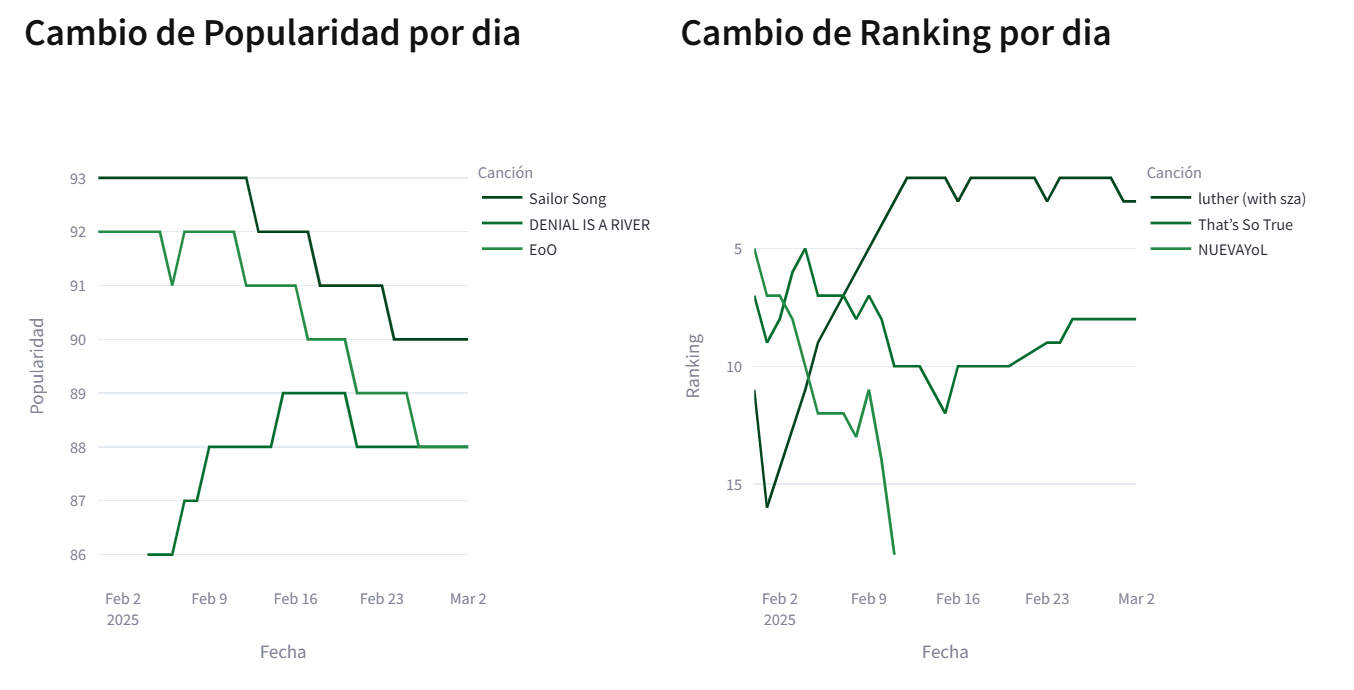 Cambio de Popularidad por dia
Cambio de Ranking por dia
Canción
Sailor Song
DENIAL IS A RIVER
EoO
93
92
91
90
89
88
87
86
Popularidad
Feb 2
2025
Feb 9
Feb 16
Feb 23
Mar 2
Fecha
Canción
luther (with sza)
That’s So True
NUEVAYoL
5
10
15
Ranking
Feb 2
2025
Feb 9
Feb 16
Feb 23
Mar 2
Fecha